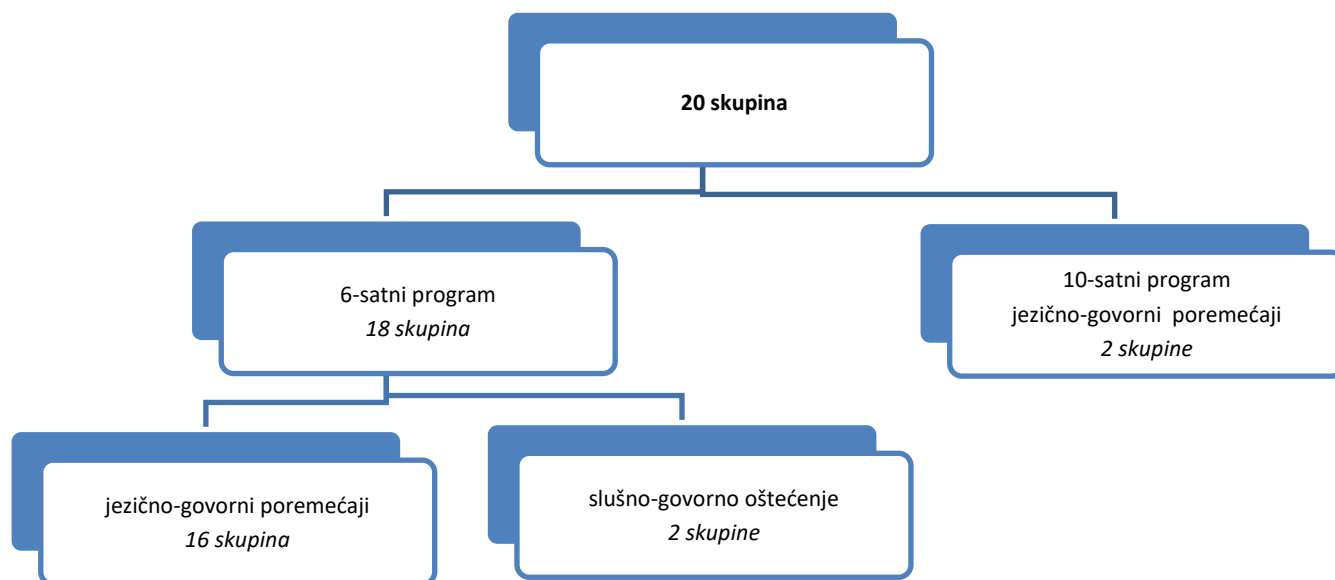 20 skupina
6-satni program
18 skupina
10-satni program
jezično-govorni poremećaji
2 skupine
jezično-govorni poremećaji
16 skupina
slušno-govorno oštećenje
2 skupine